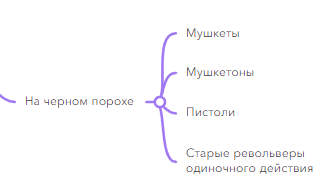 Мушкеты
Мушкетоны
На черном порохе
Пистоли
Старые револьверы
одиночного действия